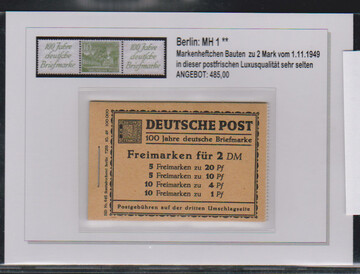 Berlin: MH 1 **
Markenheftchen Bauten zu 2 Mark vom 1.11.1949
in dieser postfrischen Luxusqualität sehr selten
ANGEBOT: 485,00
100 Jahre
deutsche
Briefmarke
100 Jahre
deutsche
Briefmarke
DEUTSCHE POST
100 Jahre deutsche Briefmarke
Freimarken für 2 DM
5 Freimarken zu 20 Pf
5 Freimarken zu 10 Pf
10 Freimarken zu 4 Pf
10 Freimarken zu 1 Pf
Postgebühren auf der dritten Umschlagseite